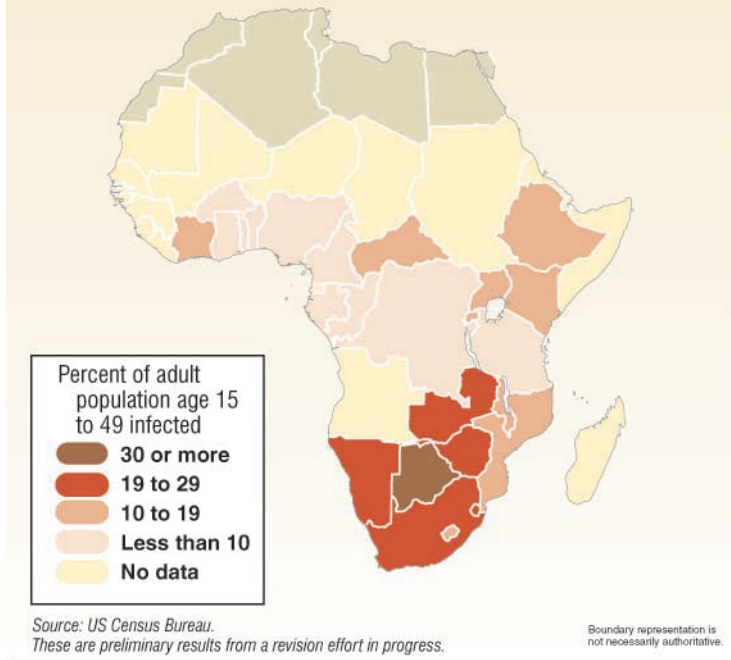 Percent of adult
population age 15
to 49 infected
30 or more
19 to 29
10 to 19
Less than 10
No data
Source: US Census Bureau.
These are preliminary results from a revision effort in progress.
Boundary representation is
not necessarily authoritative.